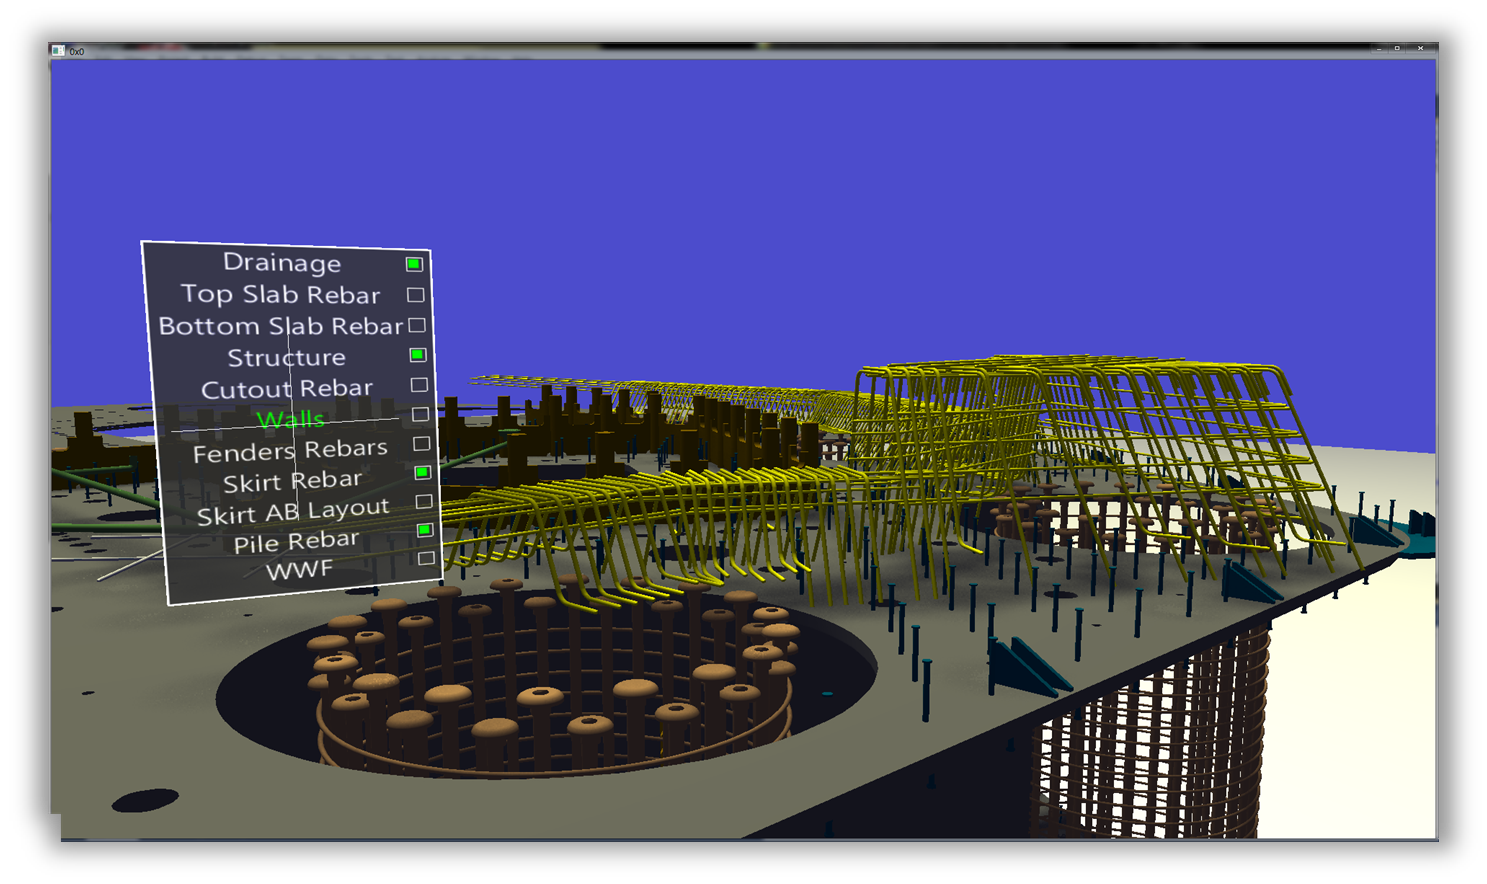 0x0
Drainage
Top Slab Rebar
Bottom Slab Rebar
Structure
Cutout Rebar
Walls
Fenders Rebars
Skirt Rebar
Skirt AB Layout
Pile Rebar
WWF